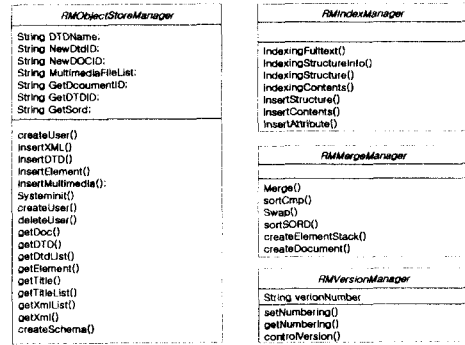 RMObjectStoreManager
String DTDName;
String NewDtdID;
String NewDOCID;
String MultimediaFileList;
String GetDcoumentID;
String GetDTDID;
String GetSord;
createUser()
InsertXML()
InsertDTD()
InsertElement()
InsertMultimedia();
SystemInit()
createUser()
deleteUser()
getDoc()
getDTD()
getDtdList()
getElement()
getTitle()
getTitleList()
getXmlList()
getXml()
createSchema()
RMIndexManager
IndexingFulltext()
IndexingStructureInfo()
IndexingStructure()
IndexingContents()
InsertStructure()
InsertContents()
InsertAttribute()
RMMergeManager
Merge()
sortCmp()
Swap()
sortSORD()
createElementStack()
createDocument()
RMVersionManager
String verionNumber
setNumbering()
getNumbering()
controlVersion()